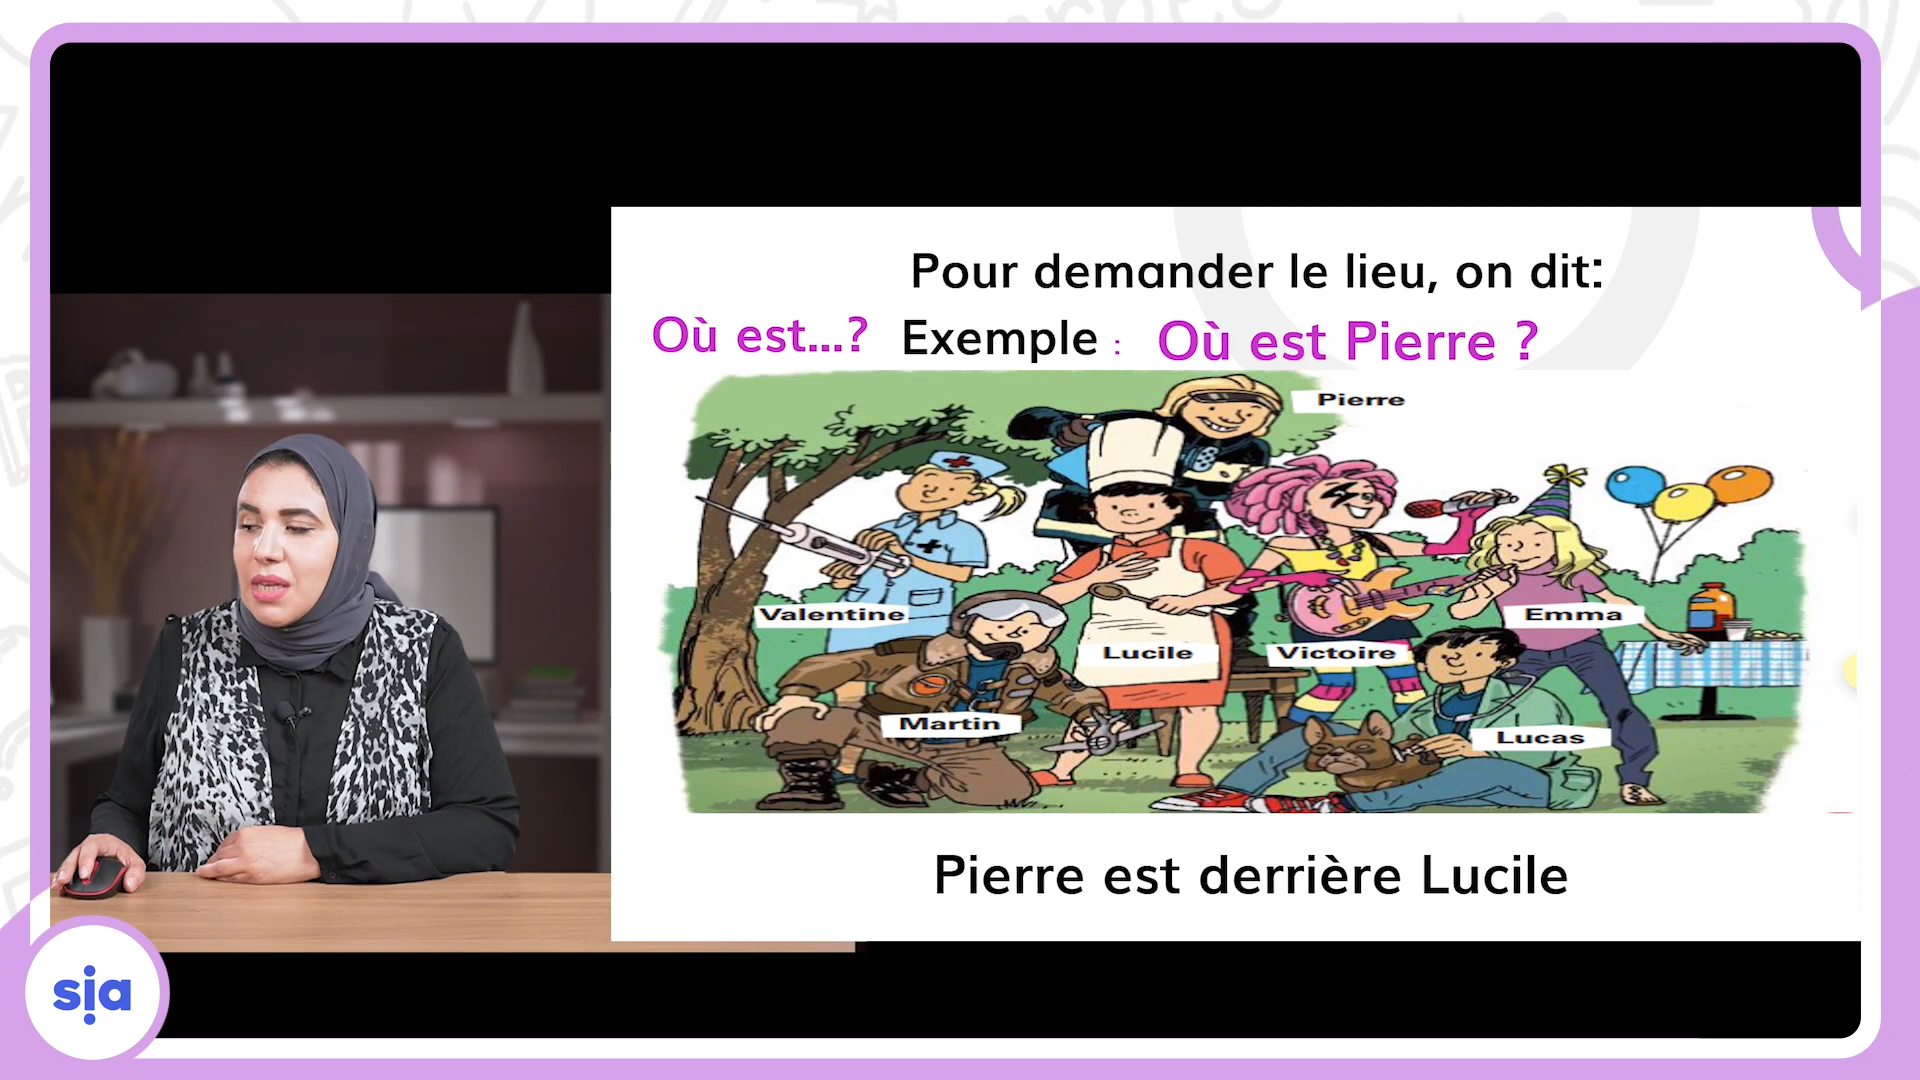 Pour demander le lieu, on dit:
Où est...? Exemple : Où est Pierre ?
Pierre
Valentine
Emma
Lucile
Victoire
Martin
Lucas
Pierre est derrière Lucile
sia